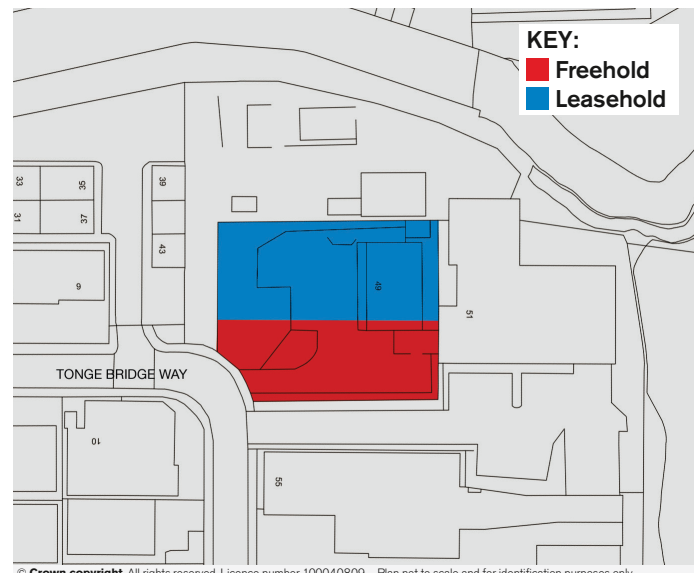 KEY:
Freehold
Leasehold
33
35
39
31
37
43
9
49
51
TONGE BRIDGE WAY
10
55
© Crown copyright. All rights reserved. Licence number 100040809. Plan not to scale and for identification purposes only.